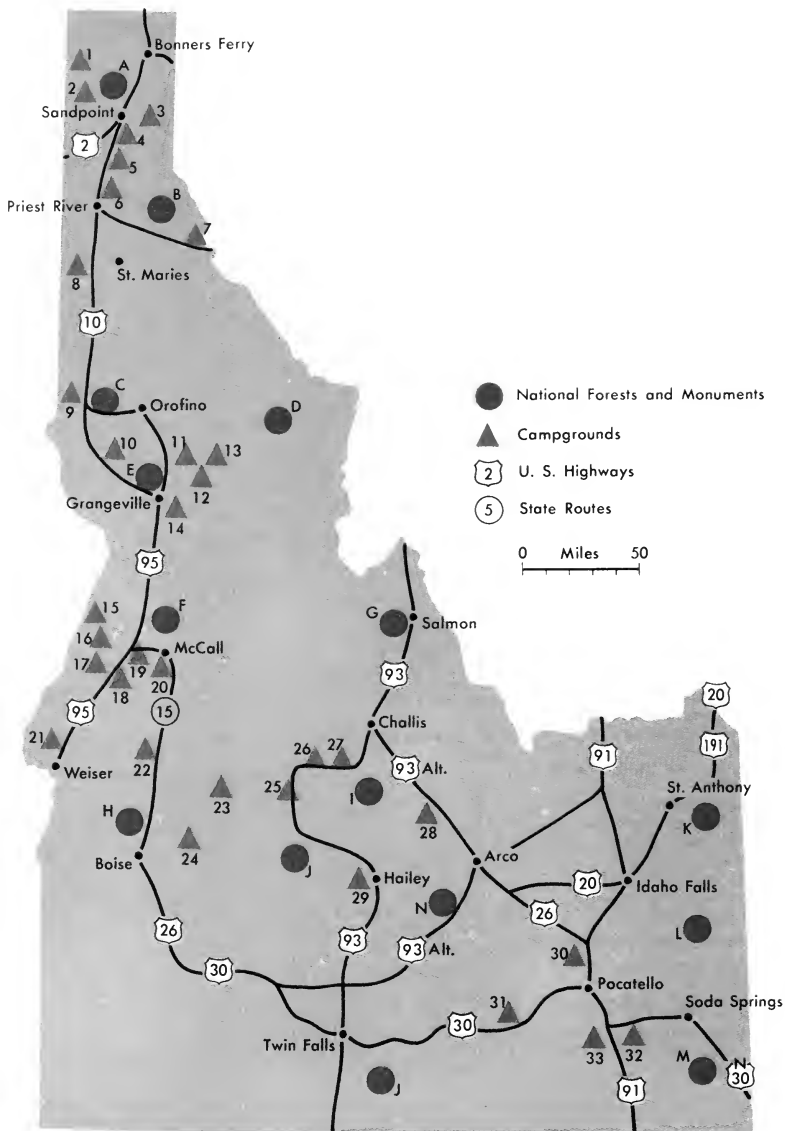 Bonners Ferry
1
A
2
Sandpoint
3
2
4
5
B
6
Priest River
7
8
St. Maries
10
C
9
Orofino
D
National Forests and Monuments
10
11
13
Campgrounds
E
12
2
U. S. Highways
Grangeville
14
5
State Routes
0 Miles 50
95
15
F
G
Salmon
16
McCall
17
19
20
18
93
20
95
15
Challis
191
21
26
27
93 Alt.
91
Weiser
22
St. Anthony
25
I
23
28
K
H
24
Boise
J
Arco
29
Hailey
20
Idaho Falls
N
26
L
26
93
93 Alt.
30
30
Pocatello
31
Soda Springs
Twin Falls
30
33
32
M
N
30
J
91